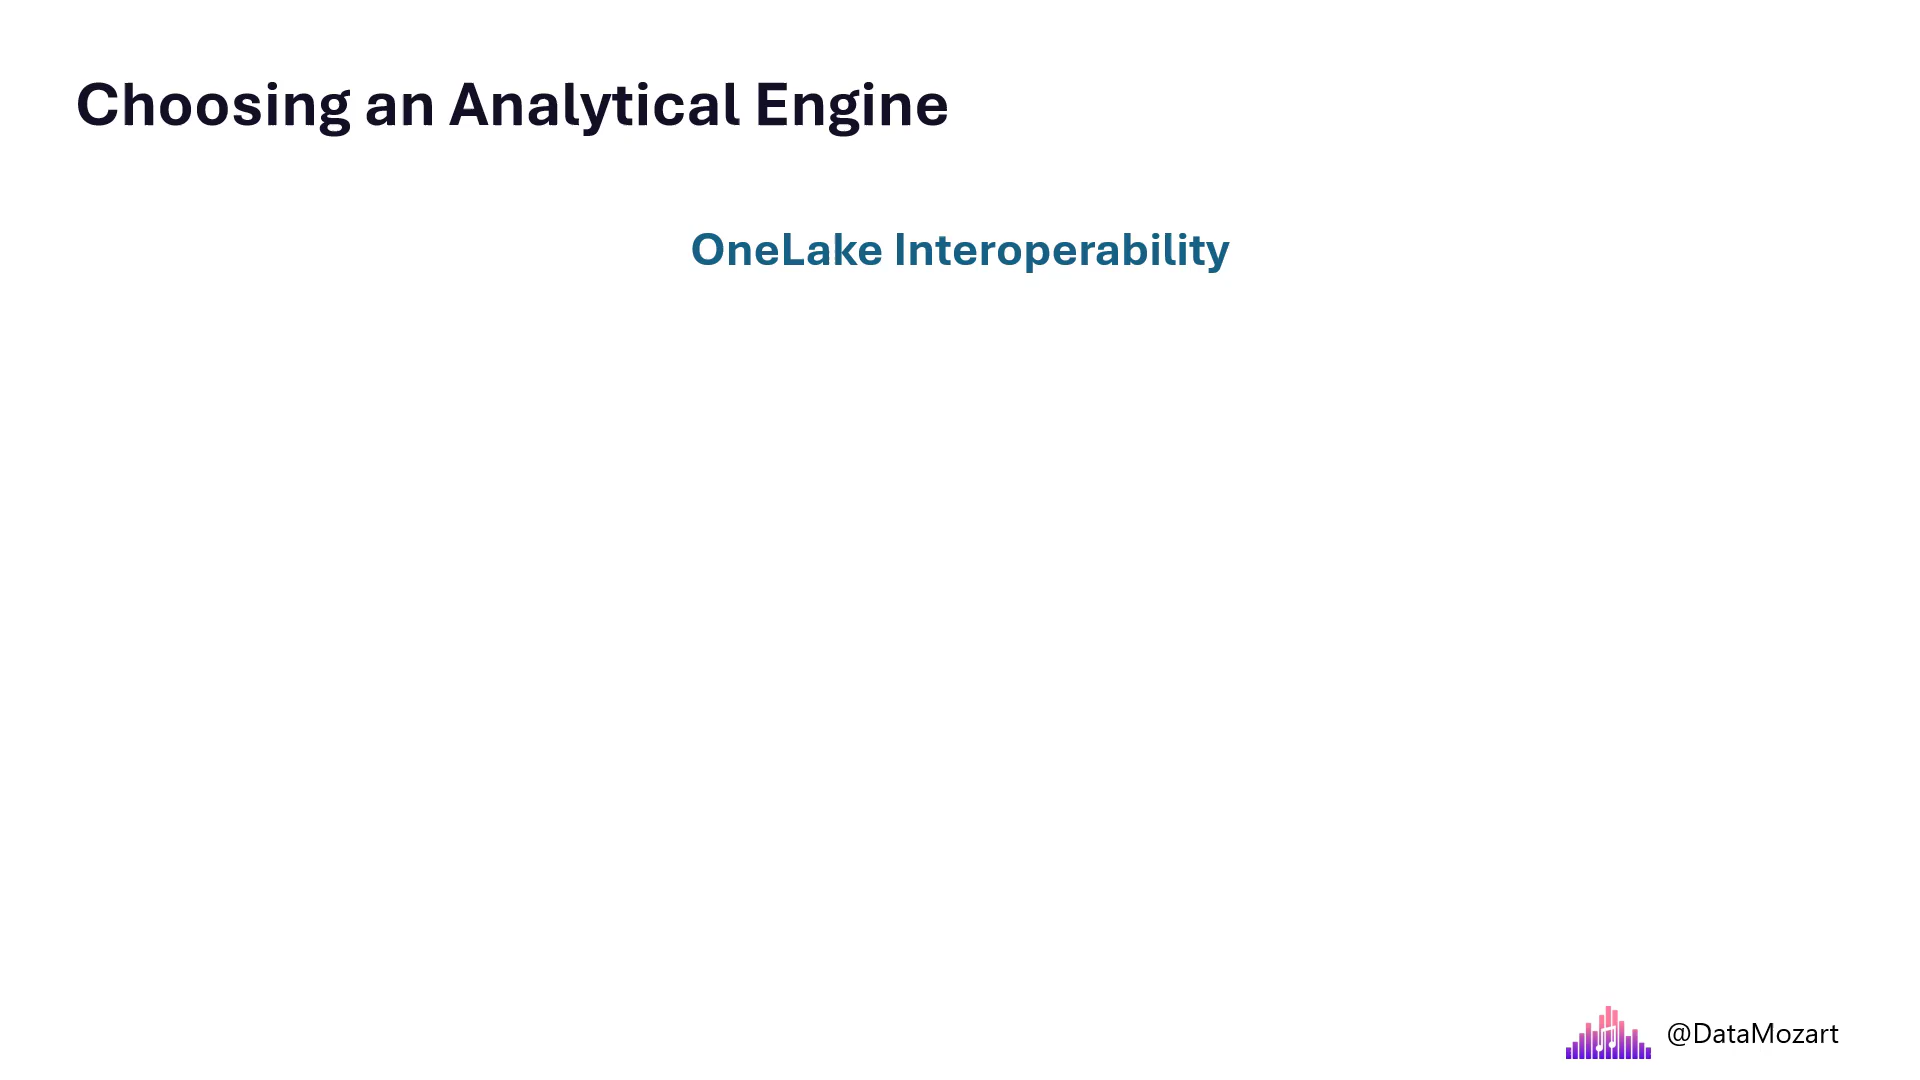 Choosing an Analytical Engine
OneLake Interoperability
@DataMozart